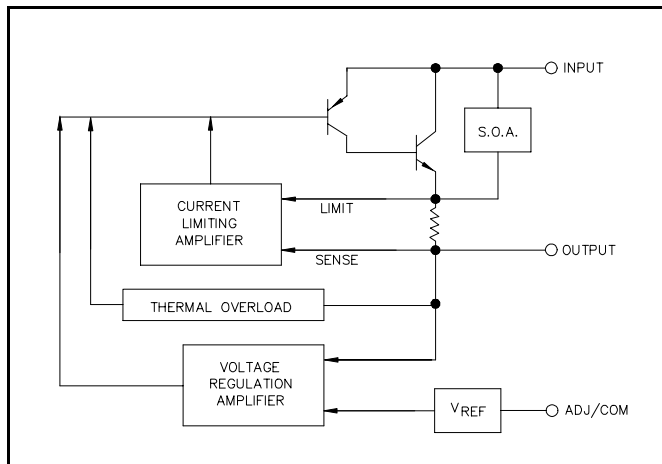 INPUT
S.O.A.
CURRENT
LIMITING
AMPLIFIER
LIMIT
SENSE
OUTPUT
THERMAL OVERLOAD
VOLTAGE
REGULATION
AMPLIFIER
VREF
ADJ/COM